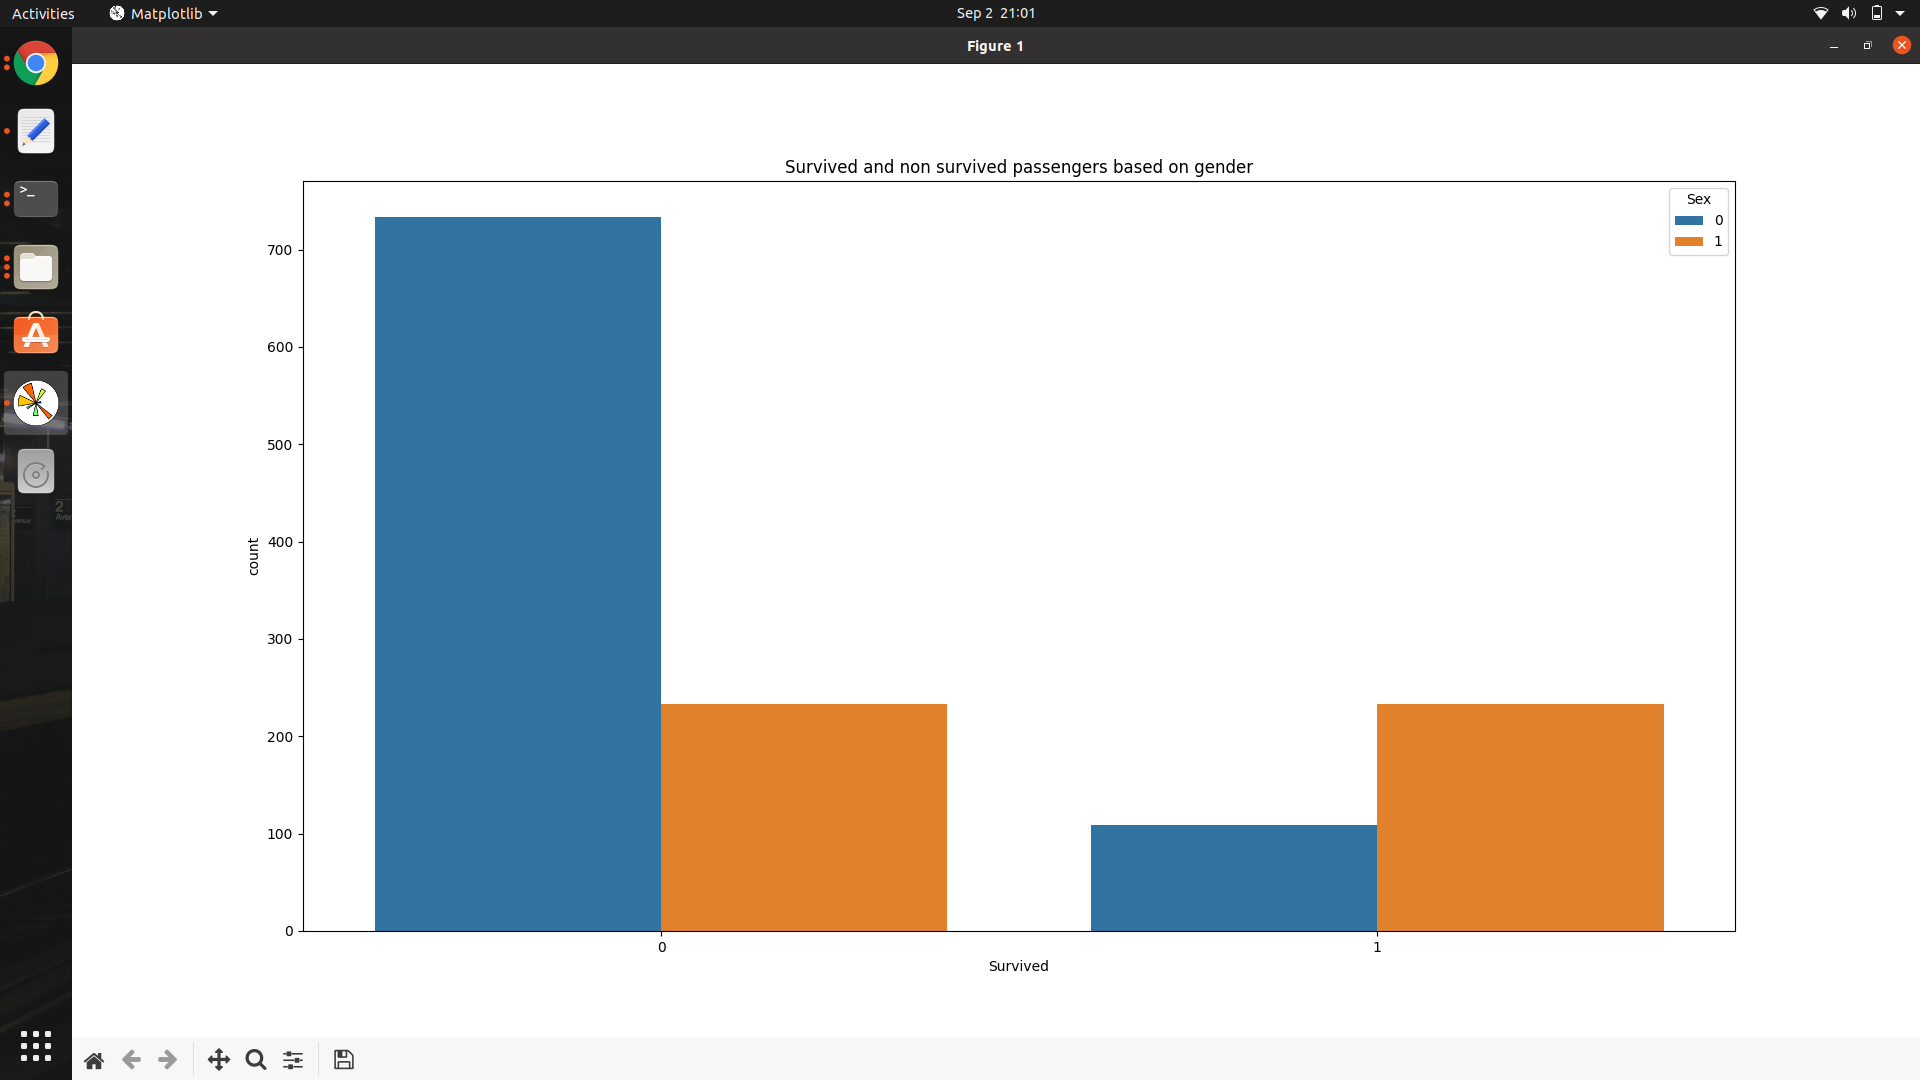 Activities
Matplotlib
Sep 2 21:01
Figure 1
Survived and non survived passengers based on gender
Sex
0
1
700
600
500
400
300
200
100
0
count
0
1
Survived
>_
2